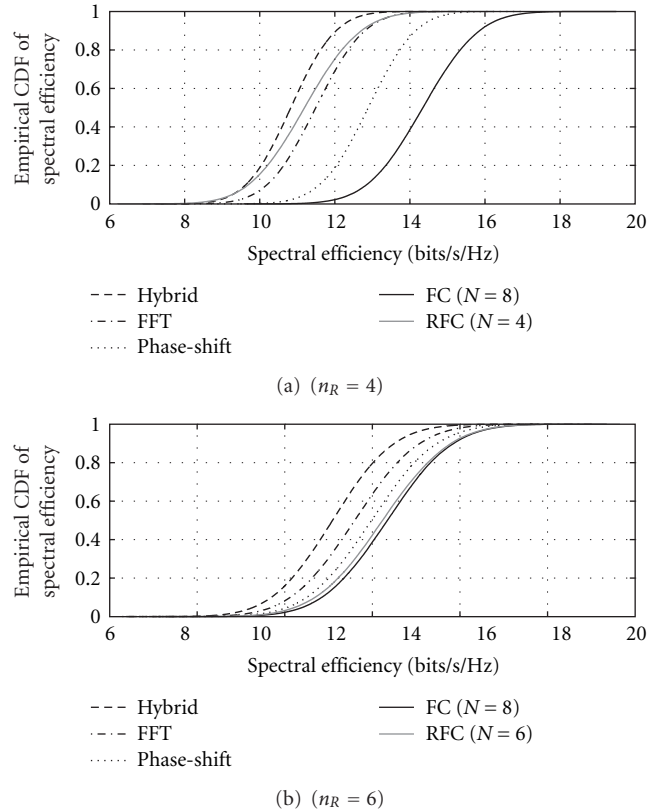 1
0.8
0.6
0.4
0.2
0
Empirical CDF of
spectral efficiency
6 8 10 12 14 16 18 20
Spectral efficiency (bits/s/Hz)
Hybrid
FFT
Phase-shift
FC (N = 8)
RFC (N = 4)
(a) (n_R = 4)
1
0.8
0.6
0.4
0.2
0
Empirical CDF of
spectral efficiency
6 8 10 12 14 16 18 20
Spectral efficiency (bits/s/Hz)
Hybrid
FFT
Phase-shift
FC (N = 8)
RFC (N = 6)
(b) (n_R = 6)